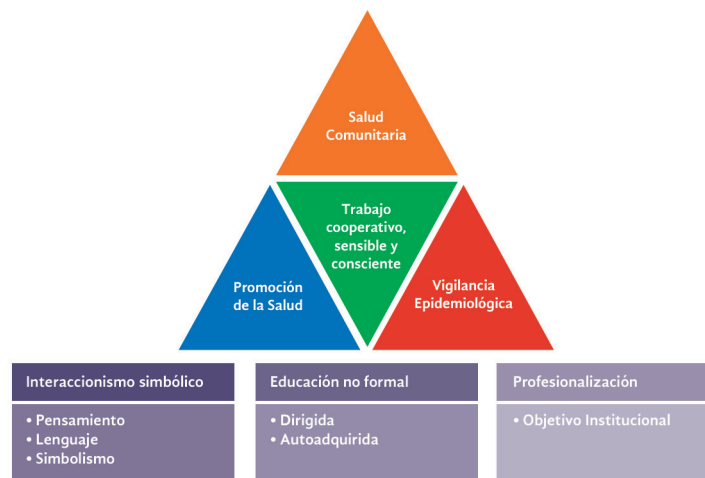 Salud
Comunitaria
Trabajo
cooperativo,
sensible y
consciente
Promoción
de la Salud
Vigilancia
Epidemiológica
Interaccionismo simbólico
• Pensamiento
• Lenguaje
• Simbolismo
Educación no formal
• Dirigida
• Autoadquirida
Profesionalización
• Objetivo Institucional